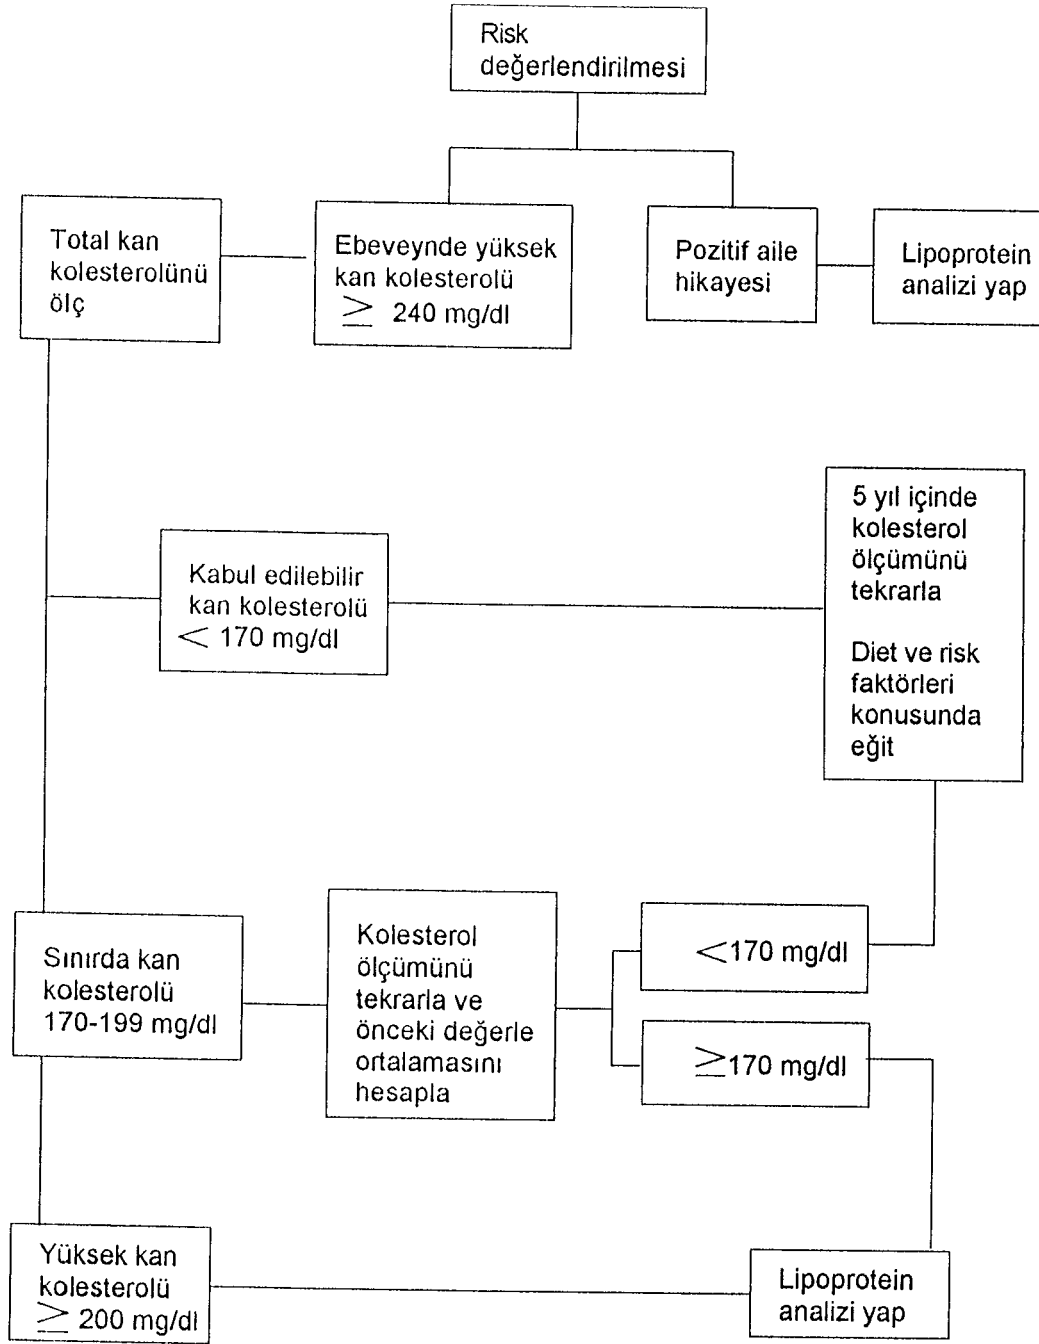 Risk
değerlendirilmesi
Total kan
kolesterolünü
ölç
Ebeveynde yüksek
kan kolesterolü
≥ 240 mg/dl
Pozitif aile
hikayesi
Lipoprotein
analizi yap
Kabul edilebilir
kan kolesterolü
< 170 mg/dl
5 yıl içinde
kolesterol
ölçümünü
tekrarla
Diet ve risk
faktörleri
konusunda
eğit
Sınırda kan
kolesterolü
170-199 mg/dl
Kolesterol
ölçümünü
tekrarla ve
önceki değerle
ortalamasını
hesapla
<170 mg/dl
≥170 mg/dl
Yüksek kan
kolesterolü
≥ 200 mg/dl
Lipoprotein
analizi yap